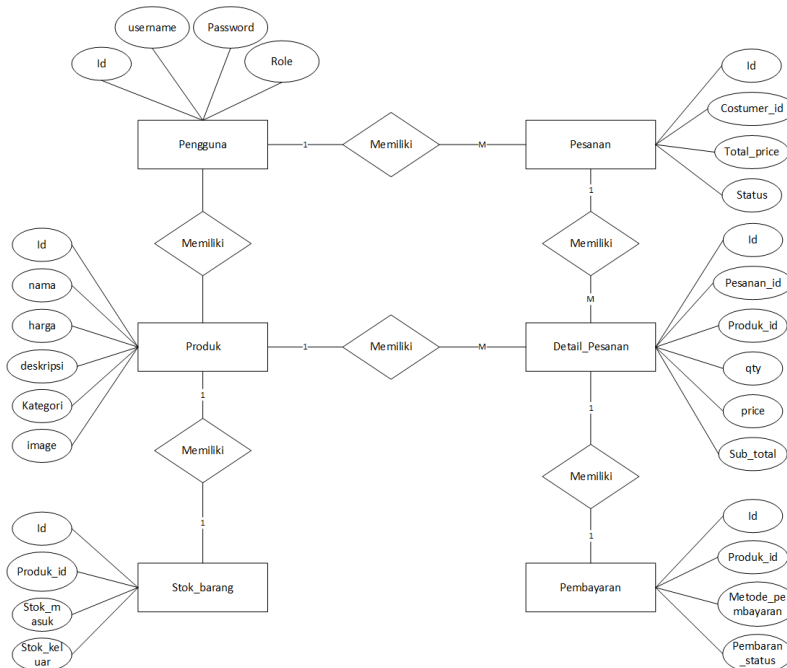 username
Password
Id
Role
Id
Costumer_id
Total_price
Status
Pengguna
1
Memiliki
M
Pesanan
1
Memiliki
Memiliki
M
Id
nama
harga
deskripsi
Kategori
image
Produk
1
Memiliki
M
Detail_Pesanan
Id
Pesanan_id
Produk_id
qty
price
Sub_total
1
Memiliki
1
1
Memiliki
1
Id
Produk_id
Stok_m
asuk
Stok_kel
uar
Stok_barang
Pembayaran
Id
Produk_id
Metode_pe
mbayaran
Pembaran
_status